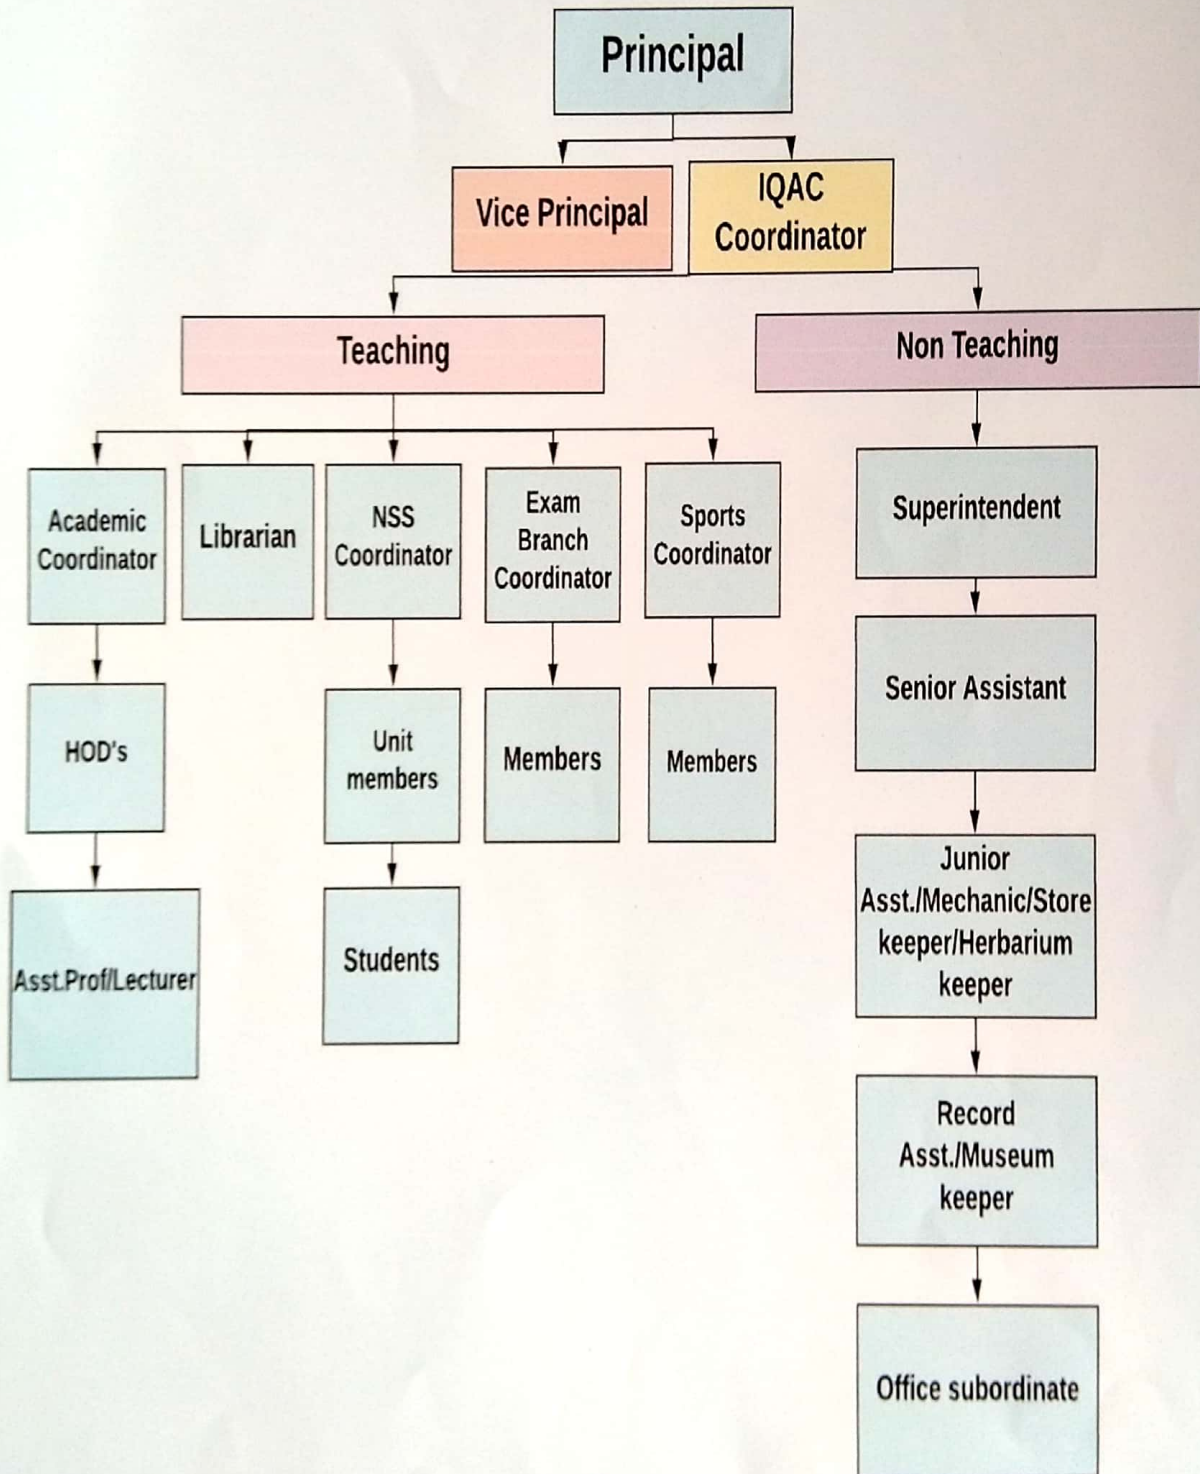 Principal
Vice Principal
IQAC
Coordinator
Teaching
Non Teaching
Academic
Coordinator
Librarian
NSS
Coordinator
Exam
Branch
Coordinator
Sports
Coordinator
Superintendent
HOD's
Unit
members
Members
Members
Senior Assistant
Asst.Prof/Lecturer
Students
Junior
Asst./Mechanic/Store
keeper/Herbarium
keeper
Record
Asst./Museum
keeper
Office subordinate